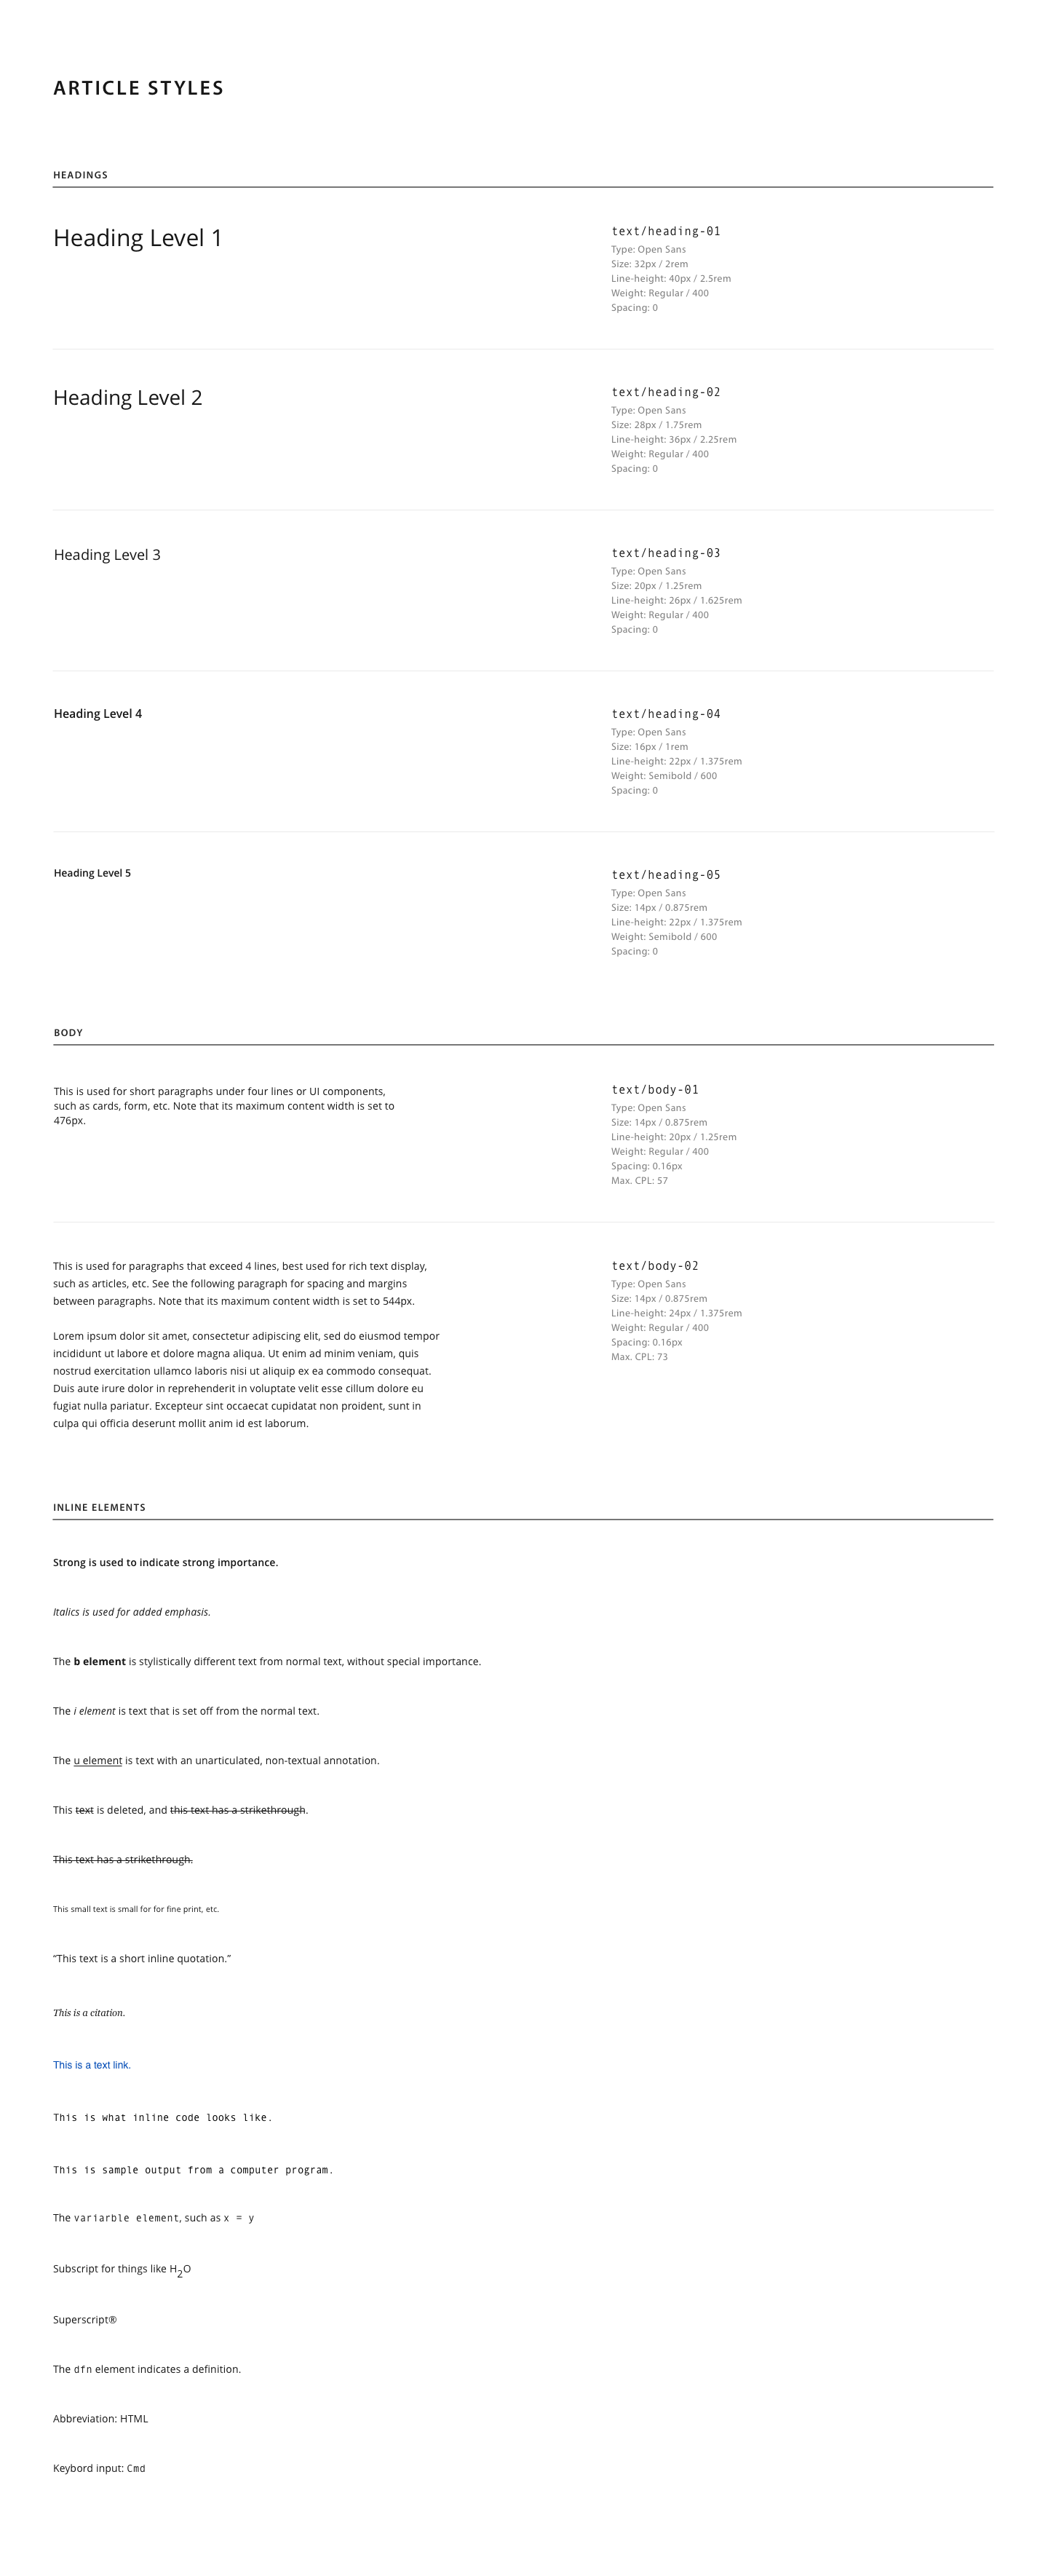 ARTICLE STYLES
HEADINGS
Heading Level 1
text/heading-01
Type: Open Sans
Size: 32px / 2rem
Line-height: 40px / 2.5rem
Weight: Regular / 400
Spacing: 0
Heading Level 2
text/heading-02
Type: Open Sans
Size: 28px / 1.75rem
Line-height: 36px / 2.25rem
Weight: Regular / 400
Spacing: 0
Heading Level 3
text/heading-03
Type: Open Sans
Size: 20px / 1.25rem
Line-height: 26px / 1.625rem
Weight: Regular / 400
Spacing: 0
Heading Level 4
text/heading-04
Type: Open Sans
Size: 16px / 1rem
Line-height: 22px / 1.375rem
Weight: Semibold / 600
Spacing: 0
Heading Level 5
text/heading-05
Type: Open Sans
Size: 14px / 0.875rem
Line-height: 22px / 1.375rem
Weight: Semibold / 600
Spacing: 0
BODY
This is used for short paragraphs under four lines or UI components,
such as cards, form, etc. Note that its maximum content width is set to
476px.
text/body-01
Type: Open Sans
Size: 14px / 0.875rem
Line-height: 20px / 1.25rem
Weight: Regular / 400
Spacing: 0.16px
Max. CPL: 57
This is used for paragraphs that exceed 4 lines, best used for rich text display,
such as articles, etc. See the following paragraph for spacing and margins
between paragraphs. Note that its maximum content width is set to 544px.
Lorem ipsum dolor sit amet, consectetur adipiscing elit, sed do eiusmod tempor
incididunt ut labore et dolore magna aliqua. Ut enim ad minim veniam, quis
nostrud exercitation ullamco laboris nisi ut aliquip ex ea commodo consequat.
Duis aute irure dolor in reprehenderit in voluptate velit esse cillum dolore eu
fugiat nulla pariatur. Excepteur sint occaecat cupidatat non proident, sunt in
culpa qui officia deserunt mollit anim id est laborum.
text/body-02
Type: Open Sans
Size: 14px / 0.875rem
Line-height: 24px / 1.375rem
Weight: Regular / 400
Spacing: 0.16px
Max. CPL: 73
INLINE ELEMENTS
Strong is used to indicate strong importance.
Italics is used for added emphasis.
The b element is stylistically different text from normal text, without special importance.
The i element is text that is set off from the normal text.
The u element is text with an unarticulated, non-textual annotation.
This text is deleted, and this text has a strikethrough.
This text has a strikethrough.
This small text is small for for fine print, etc.
“This text is a short inline quotation.”
This is a citation.
This is a text link.
This is what inline code looks like.
This is sample output from a computer program.
The variarble element, such as x = y
Subscript for things like H₂O
Superscript®
The dfn element indicates a definition.
Abbreviation: HTML
Keybord input: Cmd